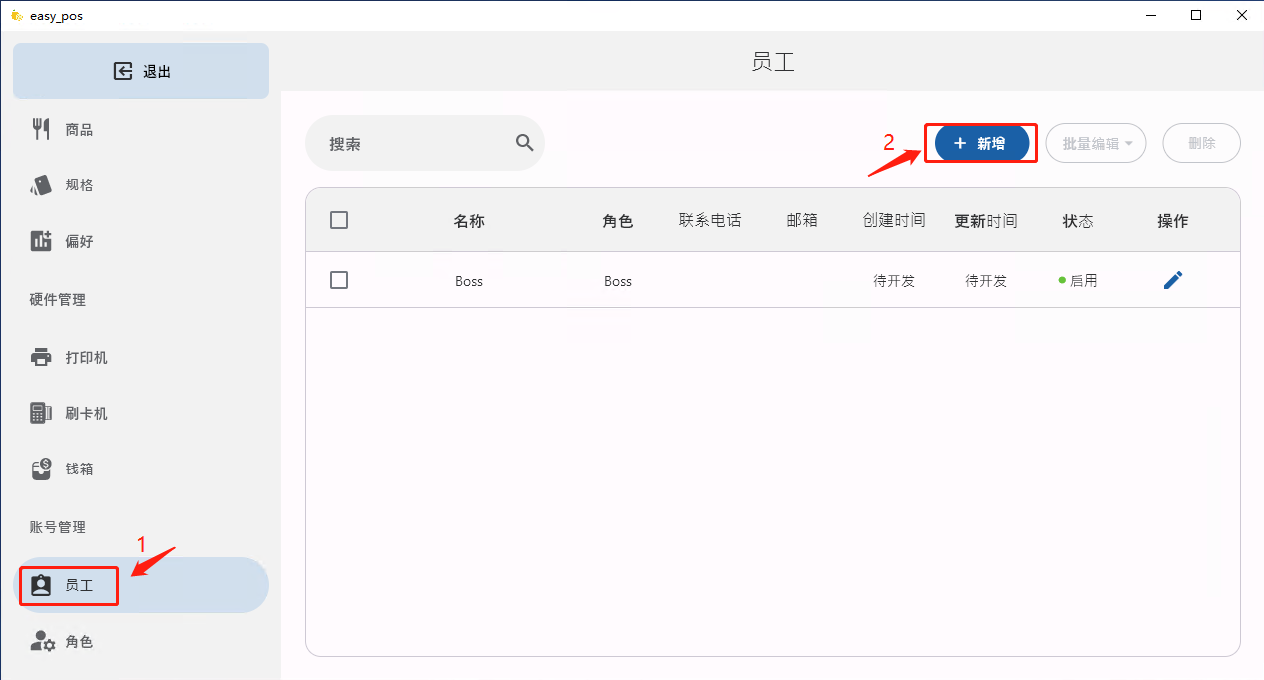 easy_pos
退出
商品
规格
偏好
硬件管理
打印机
刷卡机
钱箱
账号管理
1
员工
角色
员工
搜索
2
+ 新增
批量编辑
删除
名称 角色 联系电话 邮箱 创建时间 更新时间 状态 操作
Boss Boss 待开发 待开发 启用